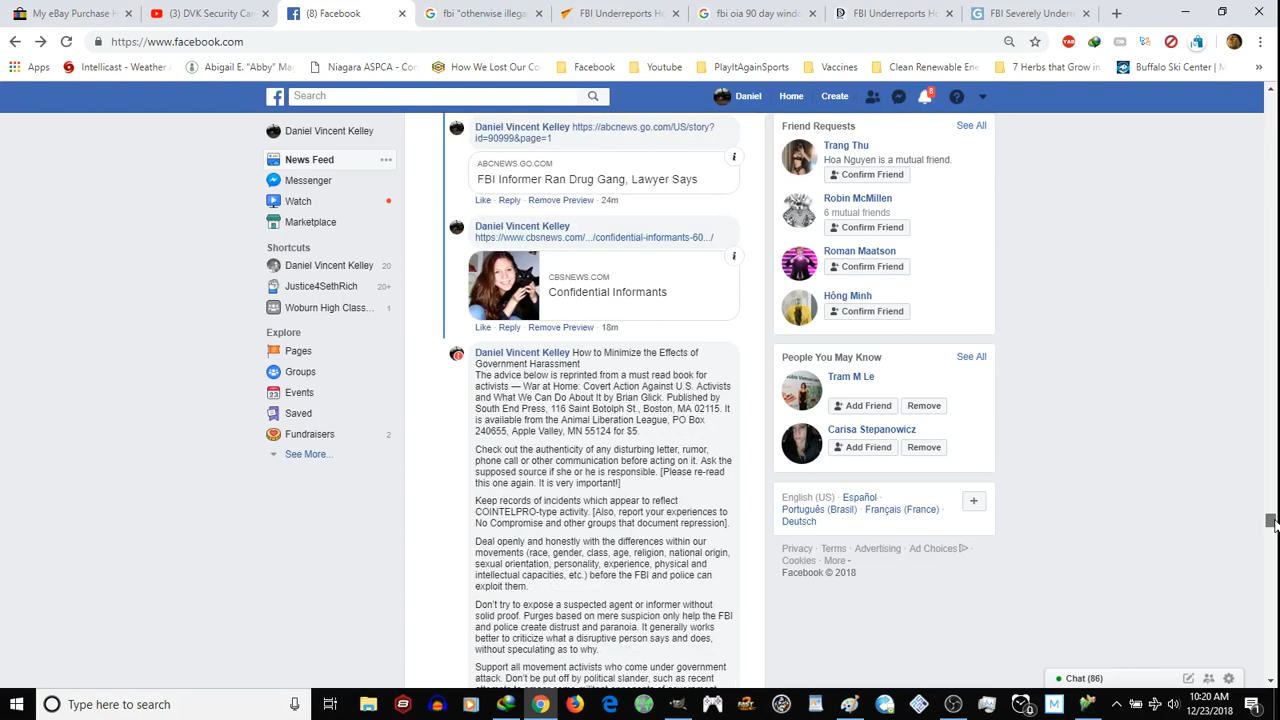 My eBay Purchase H
(3) DVK Security Car
(8) Facebook
fbi "otherwise illega
FBI Underreports Ho
fbi oia 90 day windo
FBI Underreports Ho
FBI Severely Underr
https://www.facebook.com
Apps
Intellicast - Weather
Abigail E. "Abby" Ma
Niagara ASPCA - Co
How We Lost Our Co
Facebook
Youtube
PlayItAgainSports
Vaccines
Clean Renewable Ene
7 Herbs that Grow in
Buffalo Ski Center | M
Search
Daniel
Home
Create
8
Daniel Vincent Kelley
News Feed
Messenger
Watch
Marketplace
Shortcuts
Daniel Vincent Kelley 20
Justice4SethRich 20+
Woburn High Class... 1
Explore
Pages
Groups
Events
Saved
Fundraisers 2
See More...
Daniel Vincent Kelley https://abcnews.go.com/US/story?
id=90999&page=1
ABCNEWS.GO.COM
FBI Informer Ran Drug Gang, Lawyer Says
Like · Reply · Remove Preview · 24m
Daniel Vincent Kelley
https://www.cbsnews.com/.../confidential-informants-60.../
CBSNEWS.COM
Confidential Informants
Like · Reply · Remove Preview · 18m
Daniel Vincent Kelley How to Minimize the Effects of
Government Harassment
The advice below is reprinted from a must read book for
activists — War at Home: Covert Action Against U.S. Activists
and What We Can Do About It by Brian Glick. Published by
South End Press, 116 Saint Botolph St., Boston, MA 02115. It
is available from the Animal Liberation League, PO Box
240655, Apple Valley, MN 55124 for $5.
Check out the authenticity of any disturbing letter, rumor,
phone call or other communication before acting on it. Ask the
supposed source if she or he is responsible. [Please re-read
this one again. It is very important!]
Keep records of incidents which appear to reflect
COINTELPRO-type activity. [Also, report your experiences to
No Compromise and other groups that document repression].
Deal openly and honestly with the differences within our
movements (race, gender, class, age, religion, national origin,
sexual orientation, personality, experience, physical and
intellectual capacities, etc.) before the FBI and police can
exploit them.
Don't try to expose a suspected agent or informer without
solid proof. Purges based on mere suspicion only help the FBI
and police create distrust and paranoia. It generally works
better to criticize what a disruptive person says and does,
without speculating as to why.
Support all movement activists who come under government
attack. Don't be put off by political slander, such as recent
Friend Requests
See All
Trang Thu
Hoa Nguyen is a mutual friend.
Confirm Friend
Robin McMillen
6 mutual friends
Confirm Friend
Roman Maatson
Confirm Friend
Hông Minh
Confirm Friend
People You May Know
See All
Tram M Le
Add Friend
Remove
Carisa Stepanowicz
Add Friend
Remove
English (US) · Español ·
Português (Brasil) · Français (France) ·
Deutsch
Privacy · Terms · Advertising · Ad Choices ·
Cookies · More
Facebook © 2018
Chat (86)
Type here to search
10:20 AM
12/23/2018